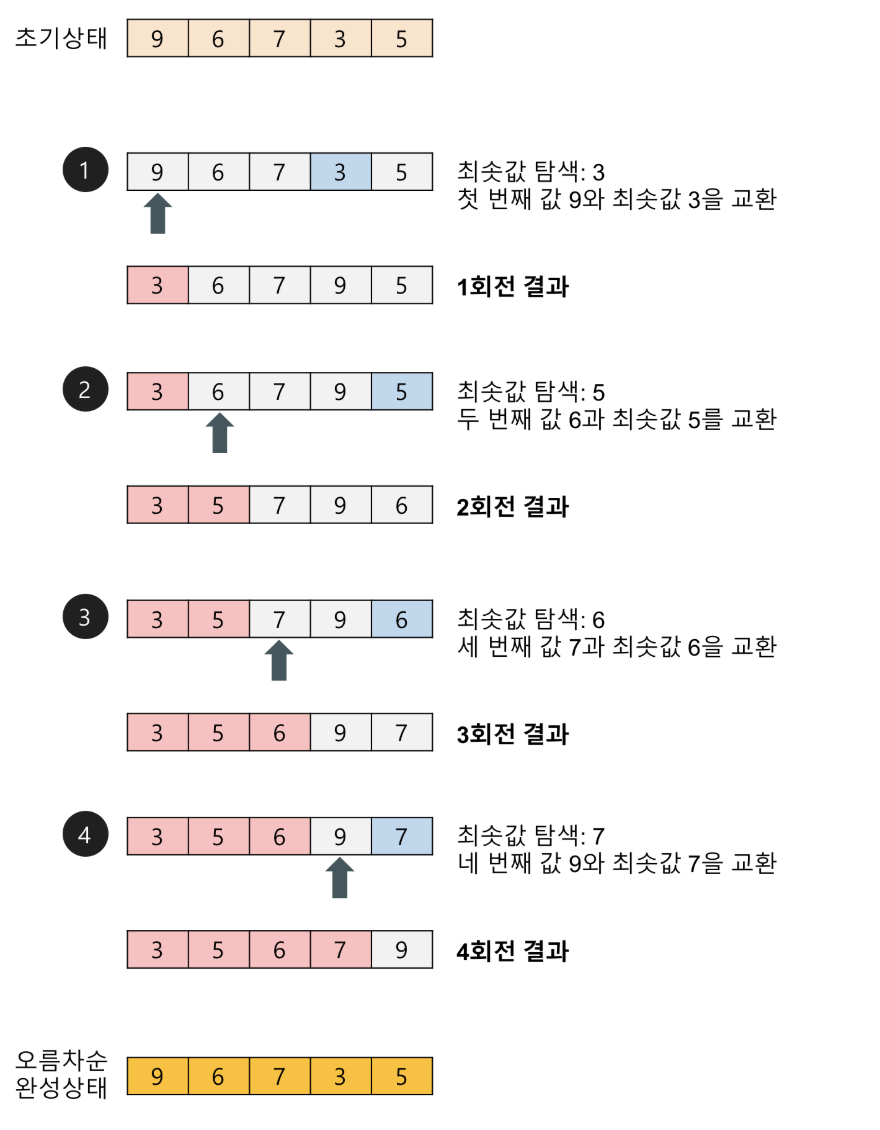 초기상태 9 6 7 3 5
1 9 6 7 3 5 최솟값 탐색: 3
첫 번째 값 9와 최솟값 3을 교환
3 6 7 9 5 1회전 결과
2 3 6 7 9 5 최솟값 탐색: 5
두 번째 값 6과 최솟값 5를 교환
3 5 7 9 6 2회전 결과
3 3 5 7 9 6 최솟값 탐색: 6
세 번째 값 7과 최솟값 6을 교환
3 5 6 9 7 3회전 결과
4 3 5 6 9 7 최솟값 탐색: 7
네 번째 값 9와 최솟값 7을 교환
3 5 6 7 9 4회전 결과
오름차순
완성상태 9 6 7 3 5